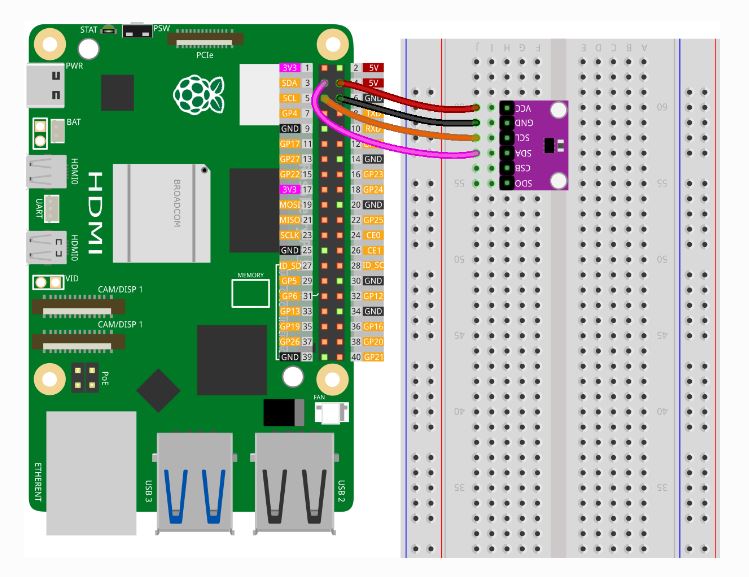 STAT
PSW
PCIe
PWR
BAT
HDMI0
HDMI
UART
HDMI0
VID
BROADCOM
MEMORY
CAM/DISP 1
CAM/DISP 1
PoE
FAN
ETHERENT
USB 3
USB 2
3V3 1 2 5V
SDA 3 4 5V
SCL 5 6 GND
GP4 7 TXD
GND 9 10 RXD
GP17 11 12
GP27 13 14 GND
GP22 15 16 GP23
3V3 17 18 GP24
MOSI 19 20 GND
MISO 21 22 GP25
SCLK 23 24 CE0
GND 25 26 CE1
ID_SD 27 28 ID_SC
GP5 29 30 GND
GP6 31 32 GP12
GP13 33 34 GND
GP19 35 36 GP16
GP26 37 38 GP20
GND 39 40 GP21
J I H G F E D C B A
VCC
GND
SCL
SDA
CSB
SDO
60
55 55
50 50
45 45
40 40
35 35